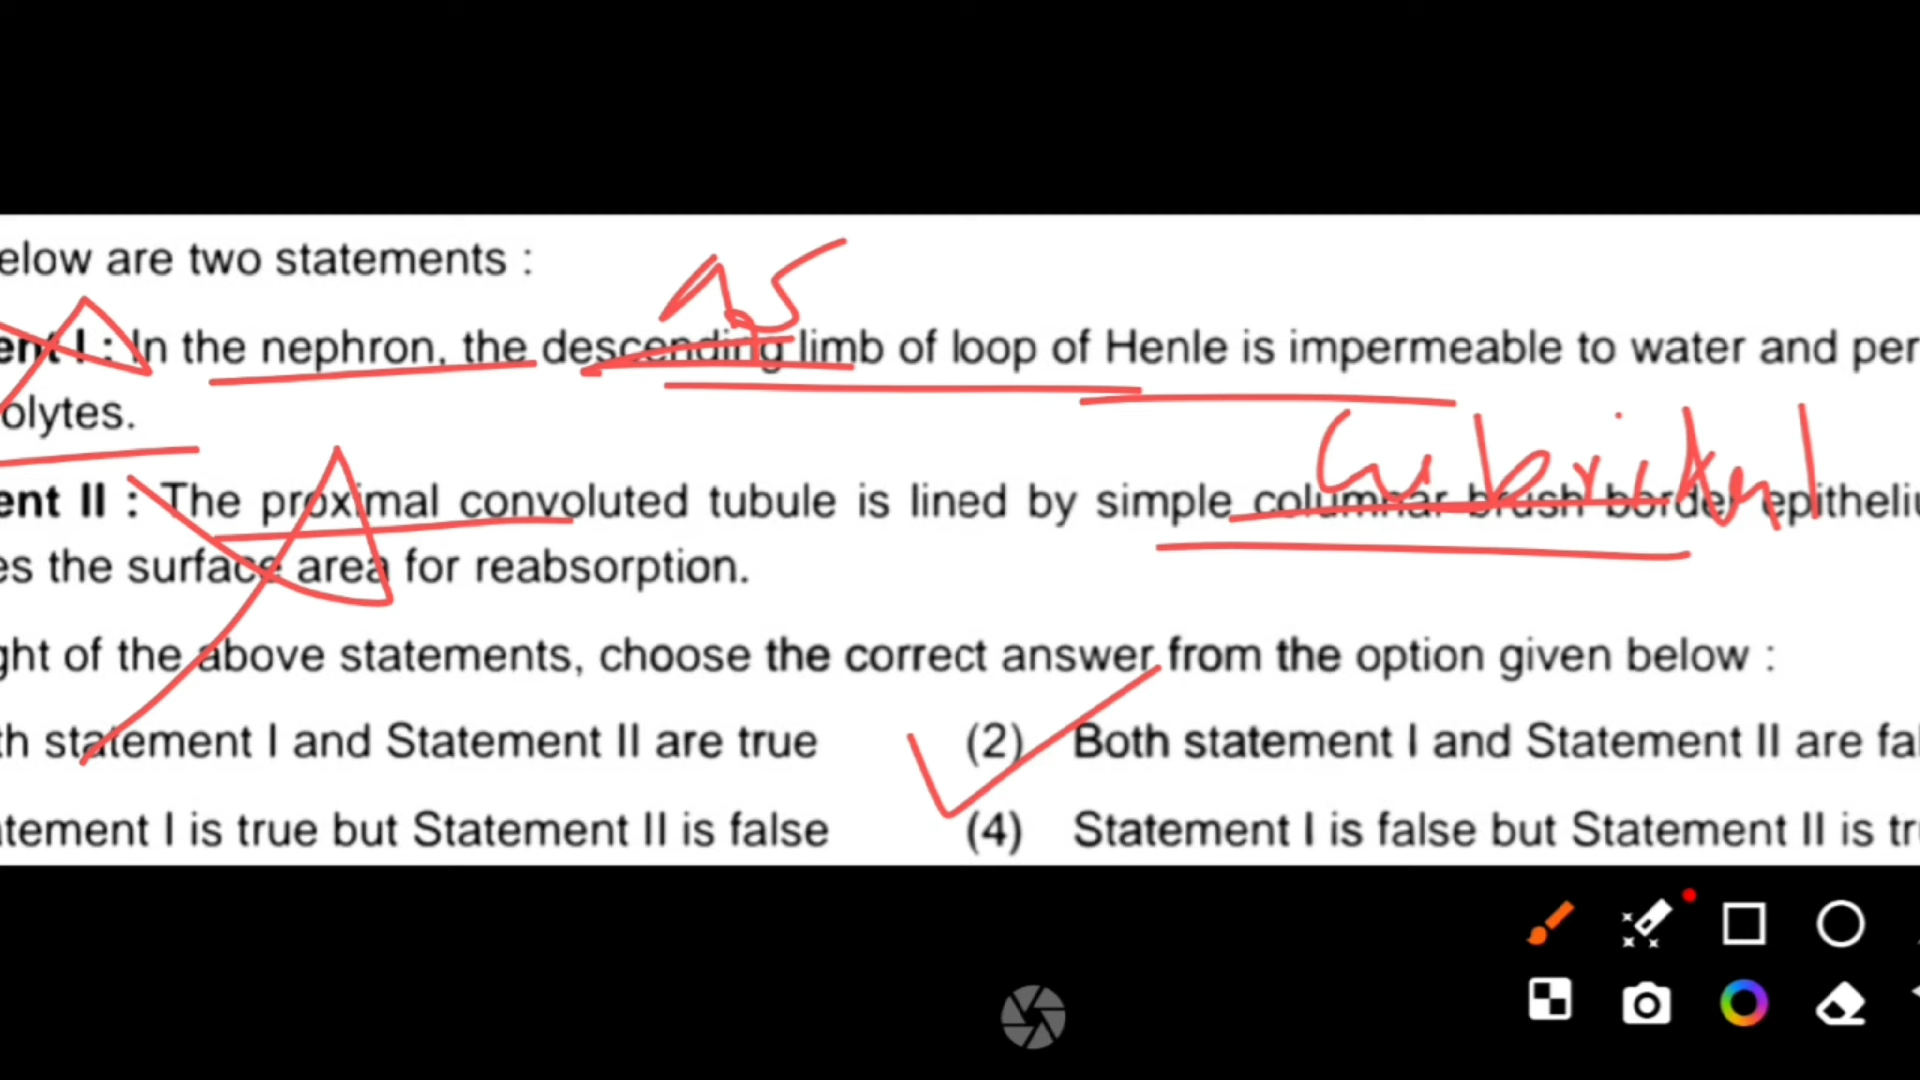 elow are two statements :
As
ent I : In the nephron, the descending limb of loop of Henle is impermeable to water and per
olytes.
ent II : The proximal convoluted tubule is lined by simple columnar brush border epitheliu
es the surface area for reabsorption.
ght of the above statements, choose the correct answer from the option given below :
th statement I and Statement II are true (2) Both statement I and Statement II are fal
tement I is true but Statement II is false (4) Statement I is false but Statement II is tr